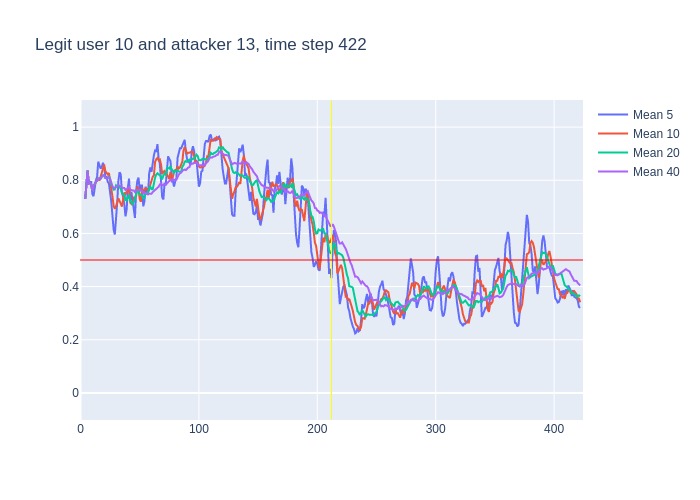 Legit user 10 and attacker 13, time step 422
Mean 5
Mean 10
Mean 20
Mean 40
1
0.8
0.6
0.4
0.2
0
0 100 200 300 400